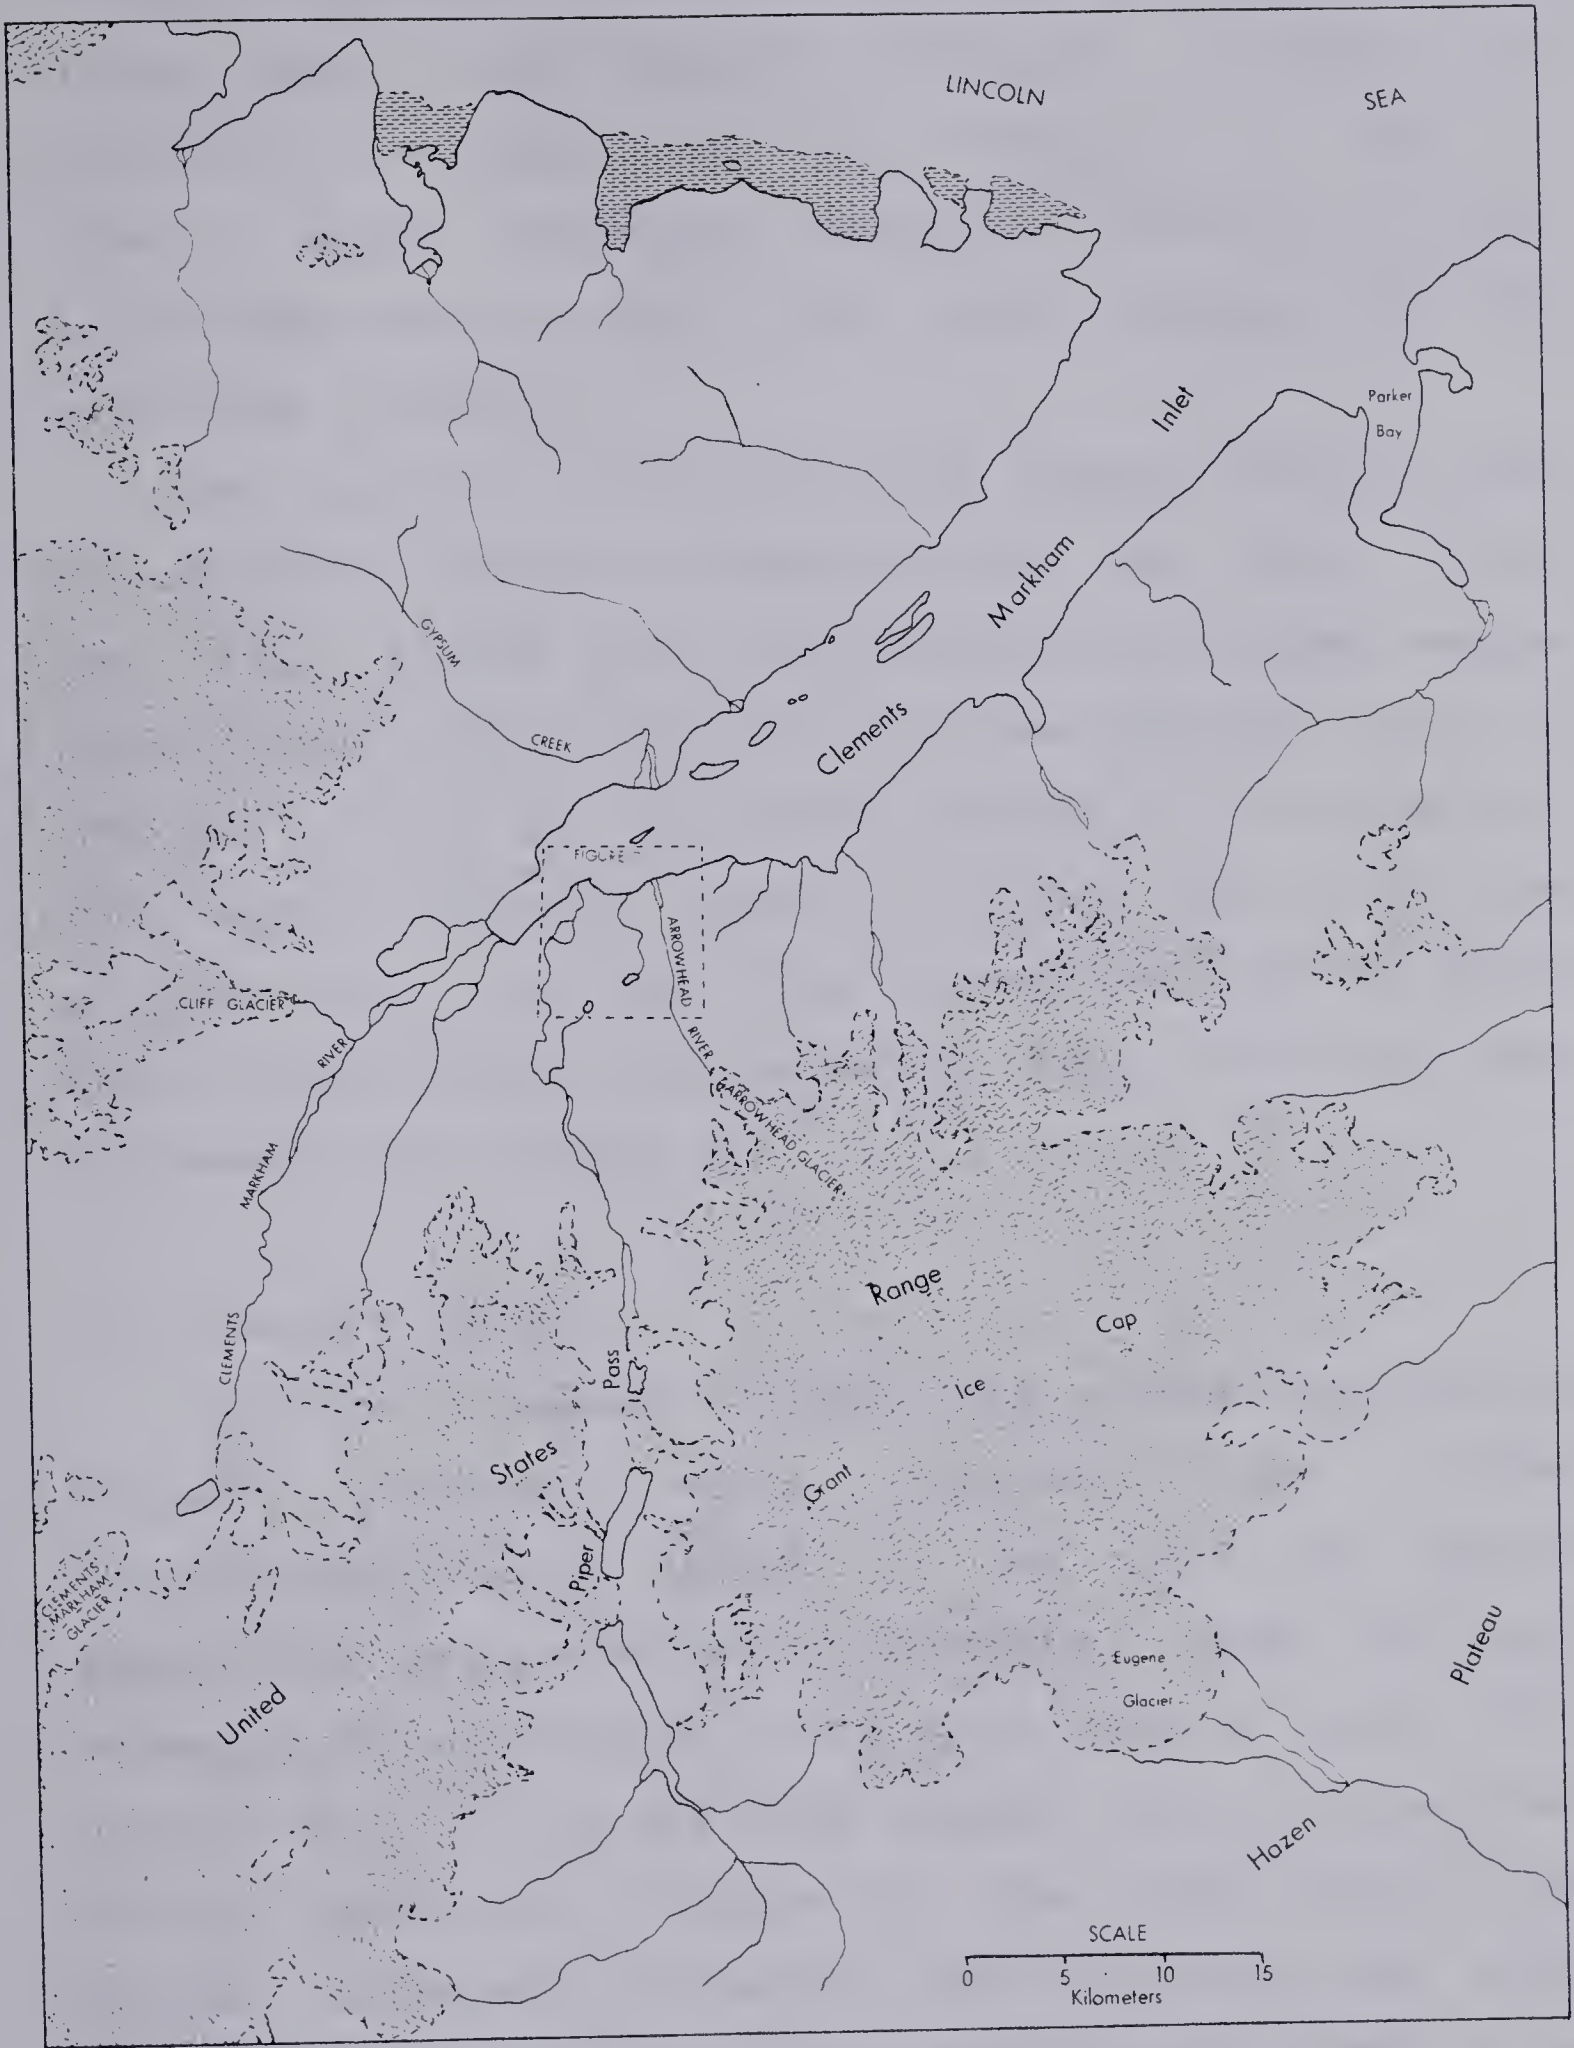 LINCOLN SEA
Inlet
Parker
Bay
Markham
GYPSUM
CREEK
Clements
FIGURE
ARROWHEAD
RIVER
CLIFF GLACIER
RIVER
MARKHAM
CLEMENTS
ARROWHEAD GLACIER
Range
Cap
Ice
Pass
States
Grant
Piper
CLEMENTS
MARKHAM
GLACIER
United
Eugene
Glacier
Plateau
Hazen
SCALE
0 5 10 15
Kilometers